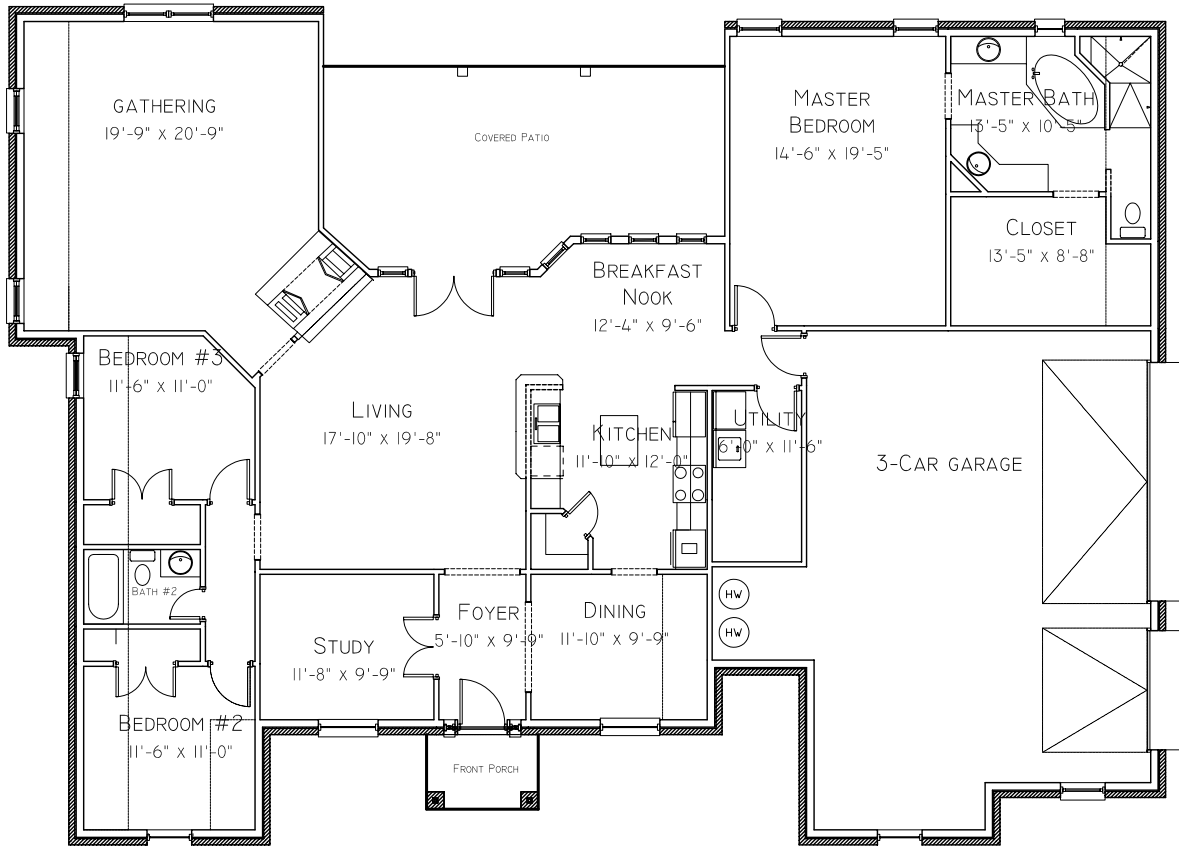 GATHERING
19'-9" X 20'-9"
COVERED PATIO
MASTER
BEDROOM
14'-6" X 19'-5"
MASTER BATH
13'-5" X 10'-5"
CLOSET
13'-5" X 8'-8"
BREAKFAST
NOOK
12'-4" X 9'-6"
BEDROOM #3
11'-6" X 11'-0"
LIVING
17'-10" X 19'-8"
KITCHEN
11'-10" X 12'-0"
UTILITY
6'-0" X 11'-6"
3-CAR GARAGE
BATH #2
HW
HW
FOYER
5'-10" X 9'-9"
DINING
11'-10" X 9'-9"
STUDY
11'-8" X 9'-9"
BEDROOM #2
11'-6" X 11'-0"
FRONT PORCH